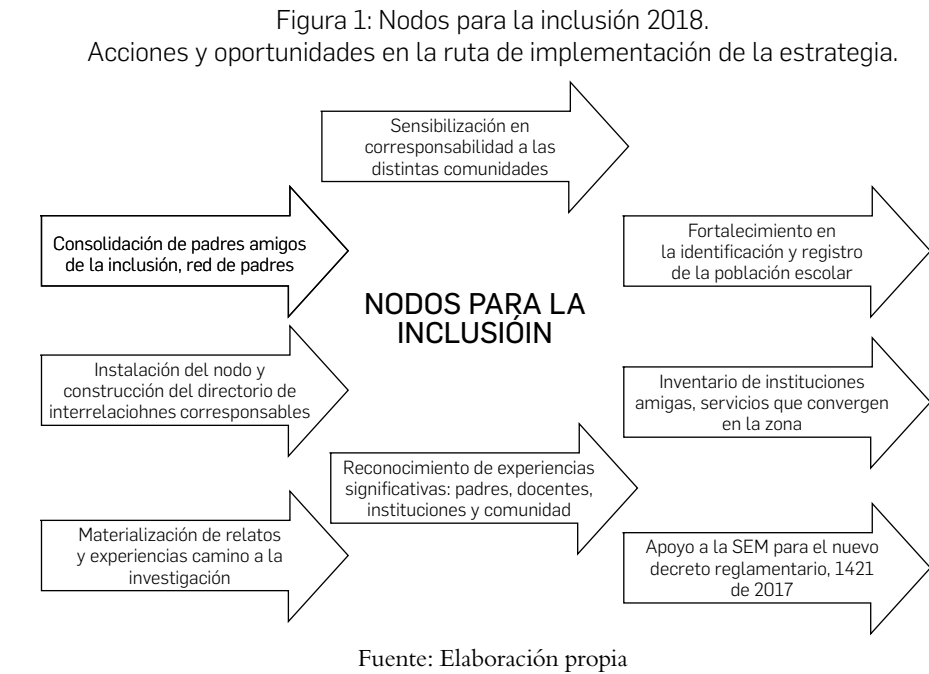 Figura 1: Nodos para la inclusión 2018.
Acciones y oportunidades en la ruta de implementación de la estrategia.
Sensibilización en
corresponsabilidad a las
distintas comunidades
Consolidación de padres amigos
de la inclusión, red de padres
Fortalecimiento en
la identificación y registro
de la población escolar
NODOS PARA LA
INCLUSIÓIN
Instalación del nodo y
construcción del directorio de
interrelaciohnes corresponsables
Inventario de instituciones
amigas, servicios que convergen
en la zona
Reconocimiento de experiencias
significativas: padres, docentes,
instituciones y comunidad
Materialización de relatos
y experiencias camino a la
investigación
Apoyo a la SEM para el nuevo
decreto reglamentario, 1421
de 2017
Fuente: Elaboración propia